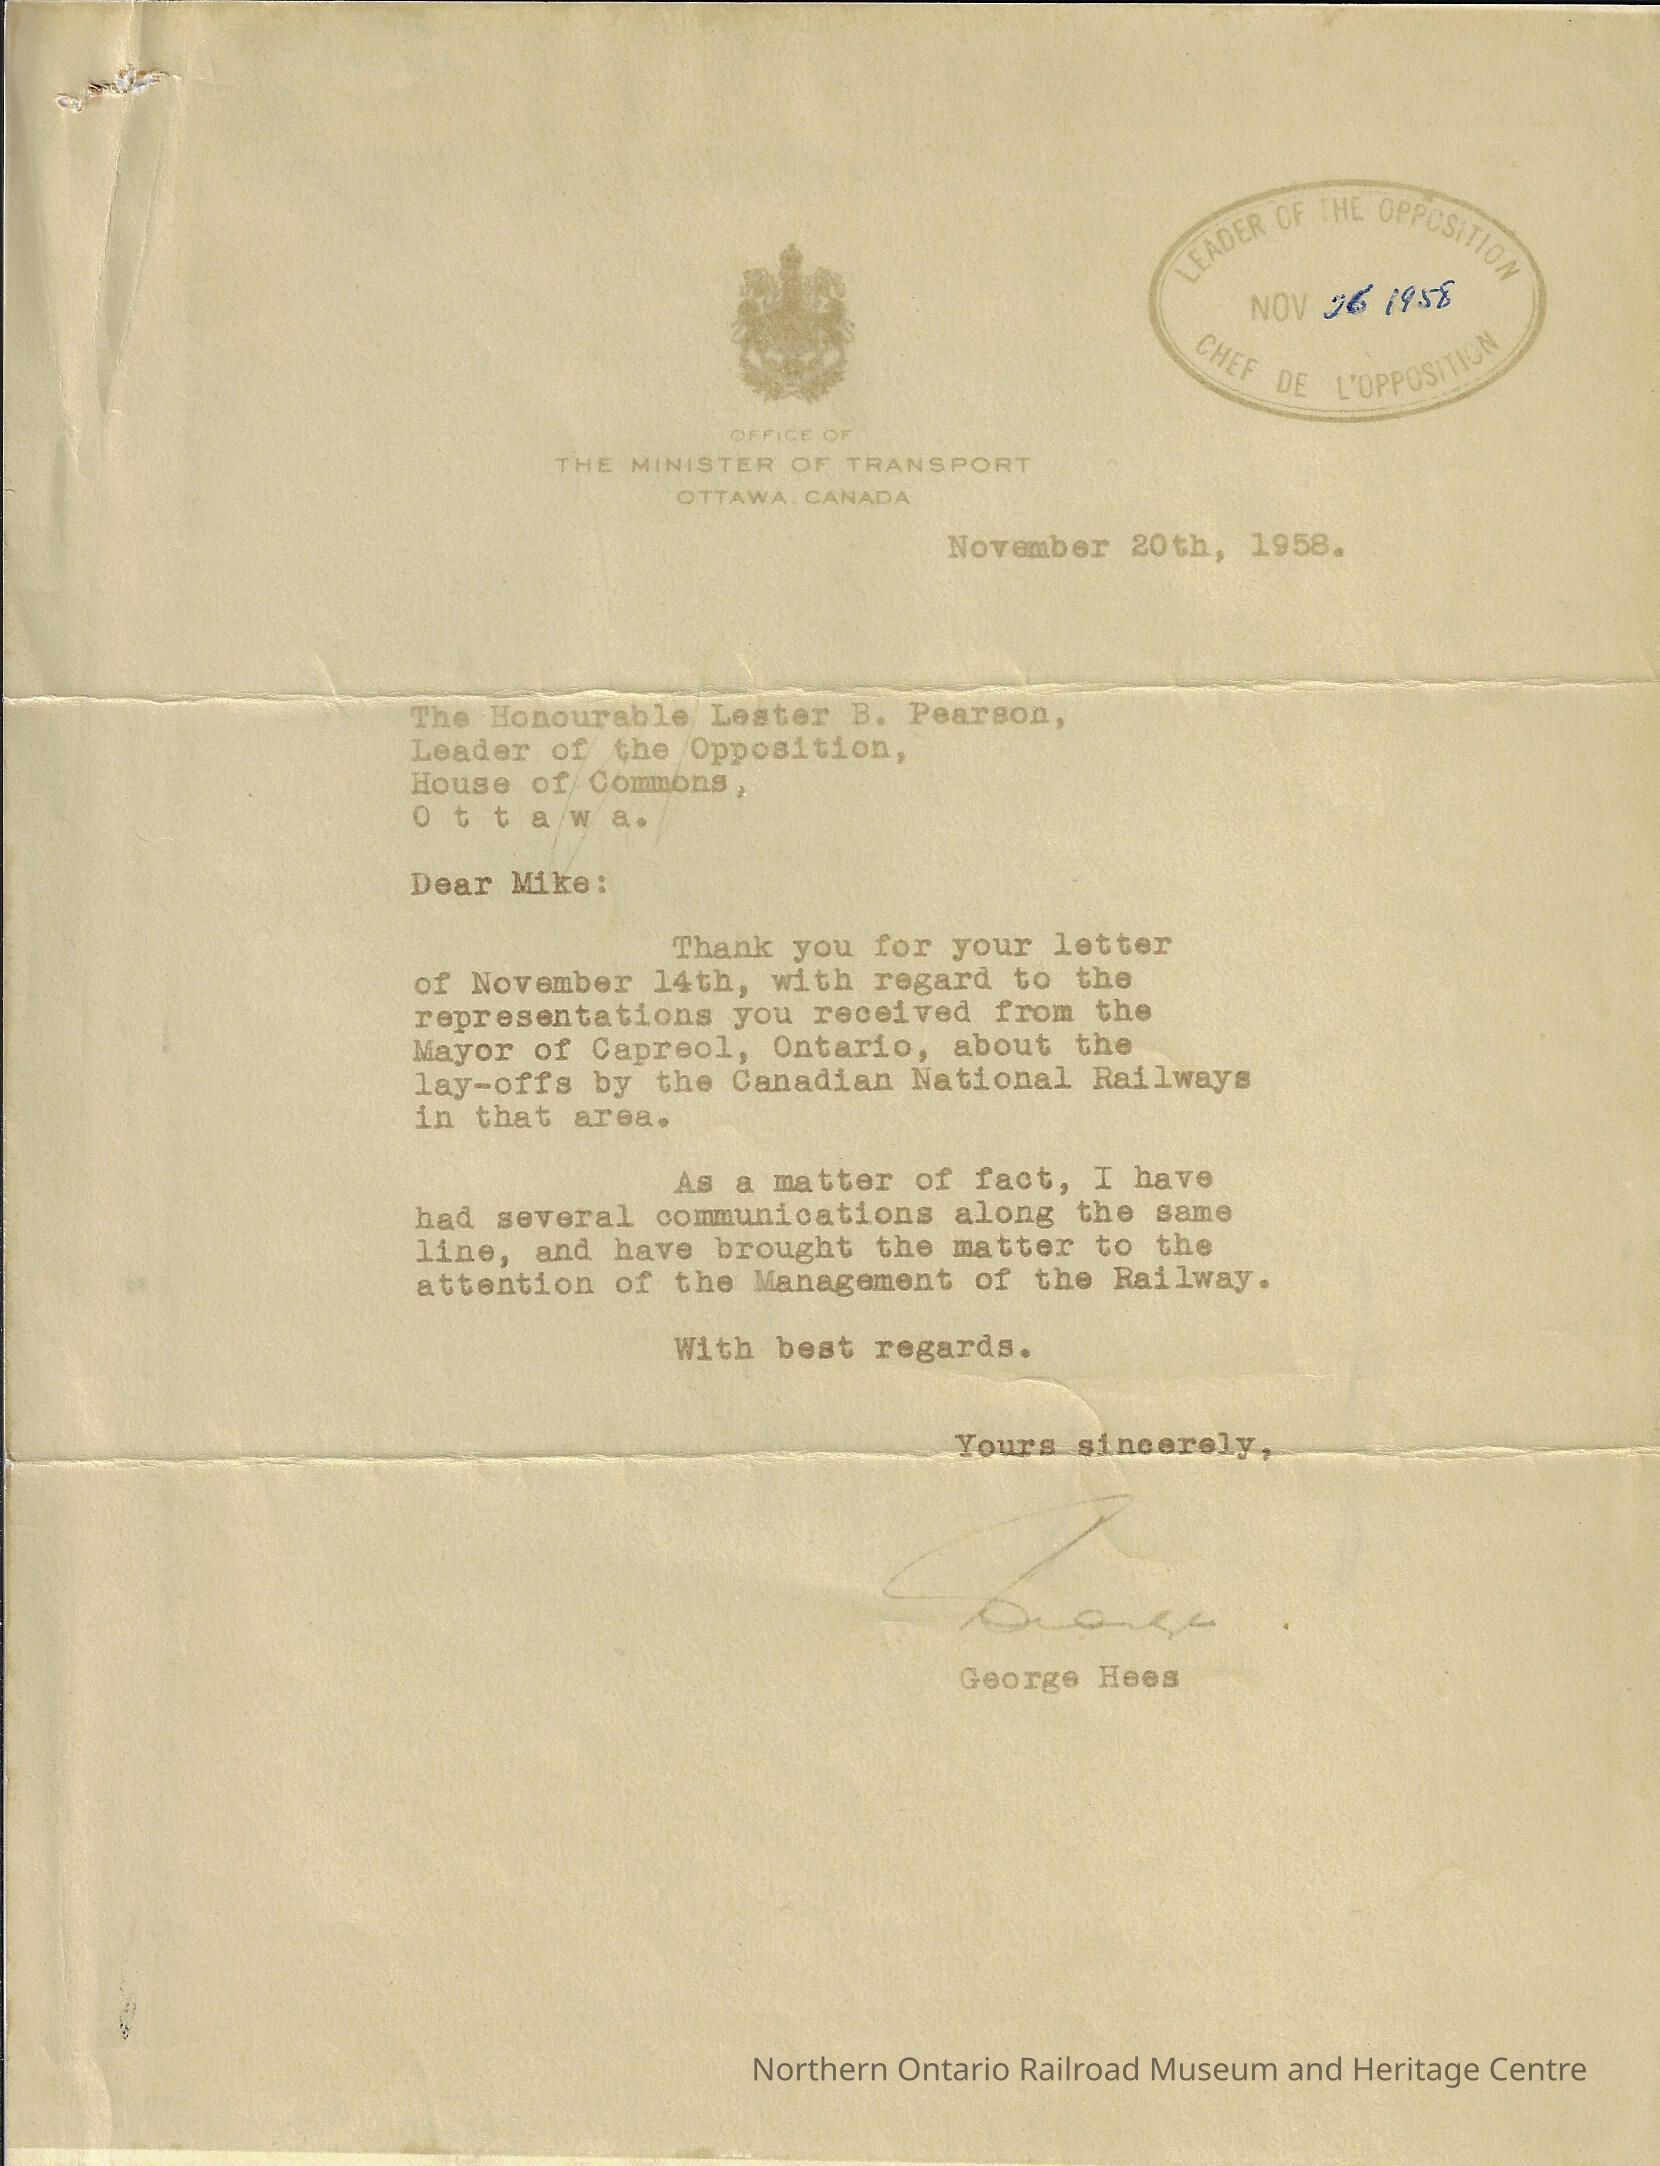 LEADER OF THE OPPOSITION
NOV 26 1958
CHEF DE L'OPPOSITION
OFFICE OF
THE MINISTER OF TRANSPORT
OTTAWA, CANADA
November 20th, 1958.
The Honourable Lester B. Pearson,
Leader of the Opposition,
House of Commons,
O t t a w a.
Dear Mike:
Thank you for your letter
of November 14th, with regard to the
representations you received from the
Mayor of Capreol, Ontario, about the
lay-offs by the Canadian National Railways
in that area.
As a matter of fact, I have
had several communications along the same
line, and have brought the matter to the
attention of the Management of the Railway.
With best regards.
Yours sincerely,
George
George Hees
Northern Ontario Railroad Museum and Heritage Centre